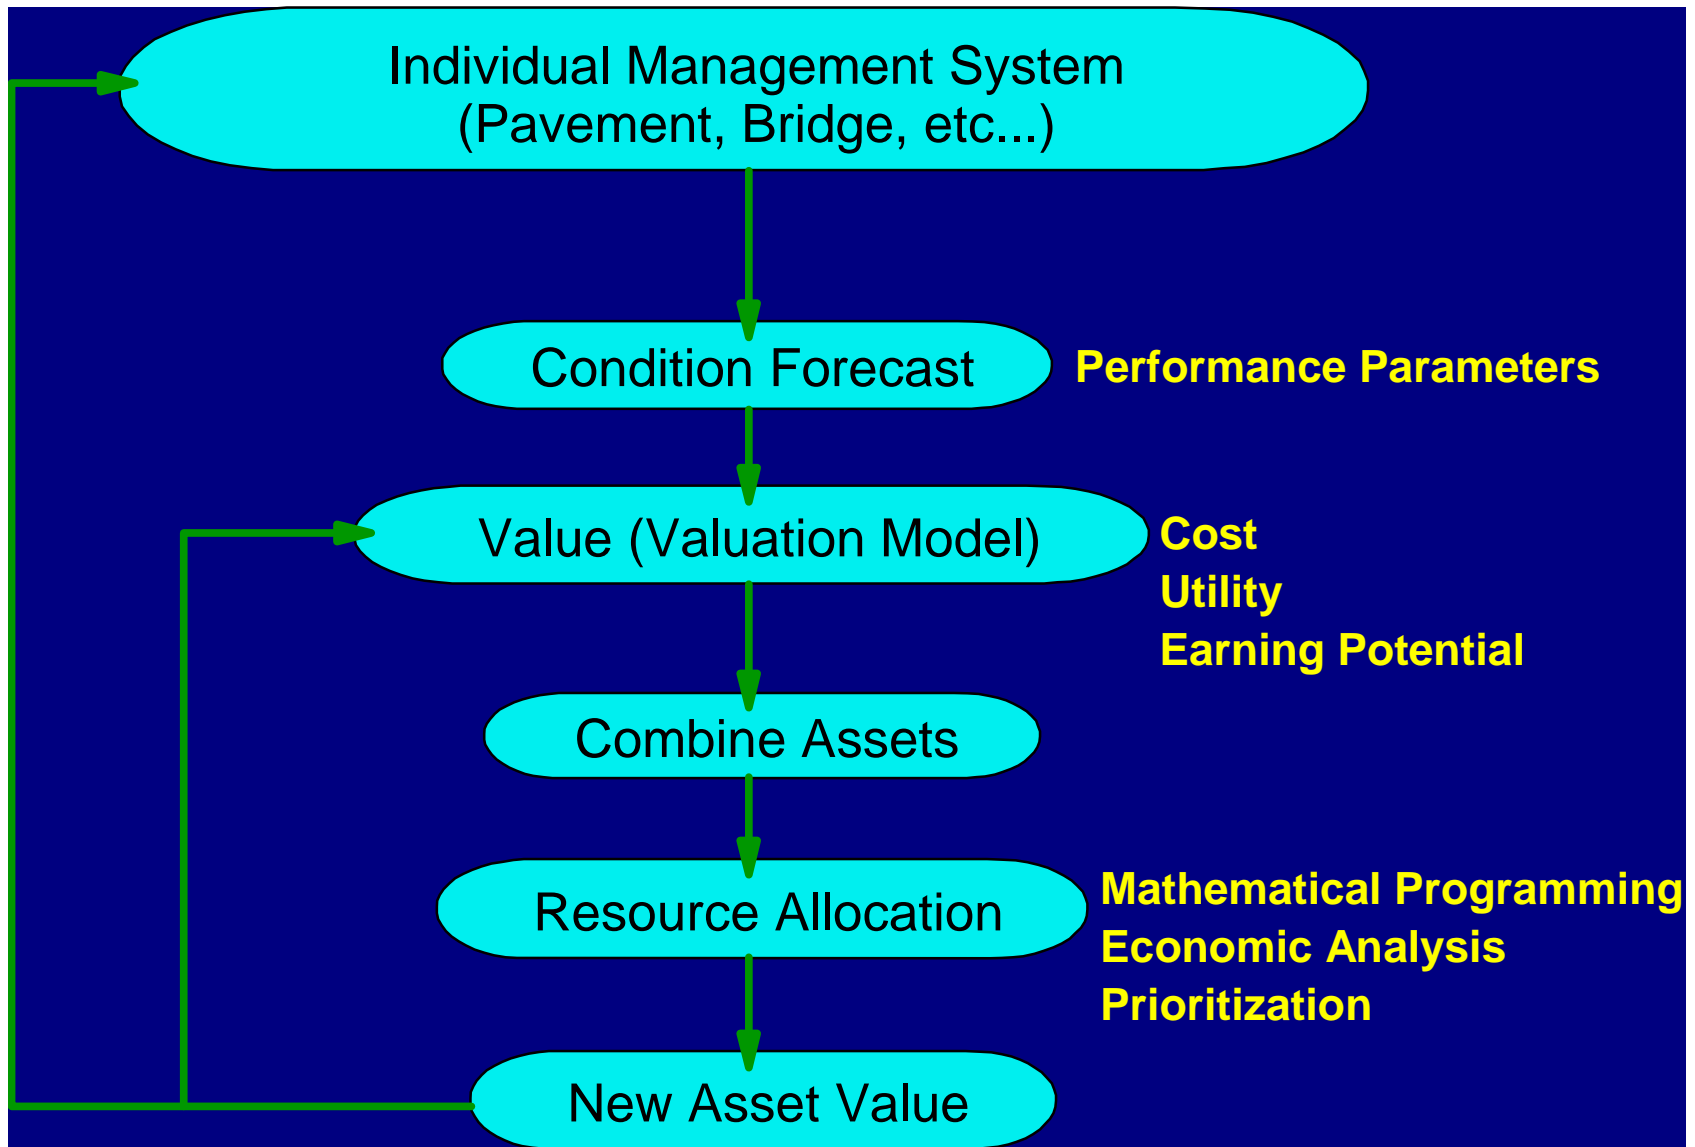 Individual Management System
(Pavement, Bridge, etc...)
Condition Forecast
Performance Parameters
Value (Valuation Model)
Cost
Utility
Earning Potential
Combine Assets
Resource Allocation
Mathematical Programming
Economic Analysis
Prioritization
New Asset Value